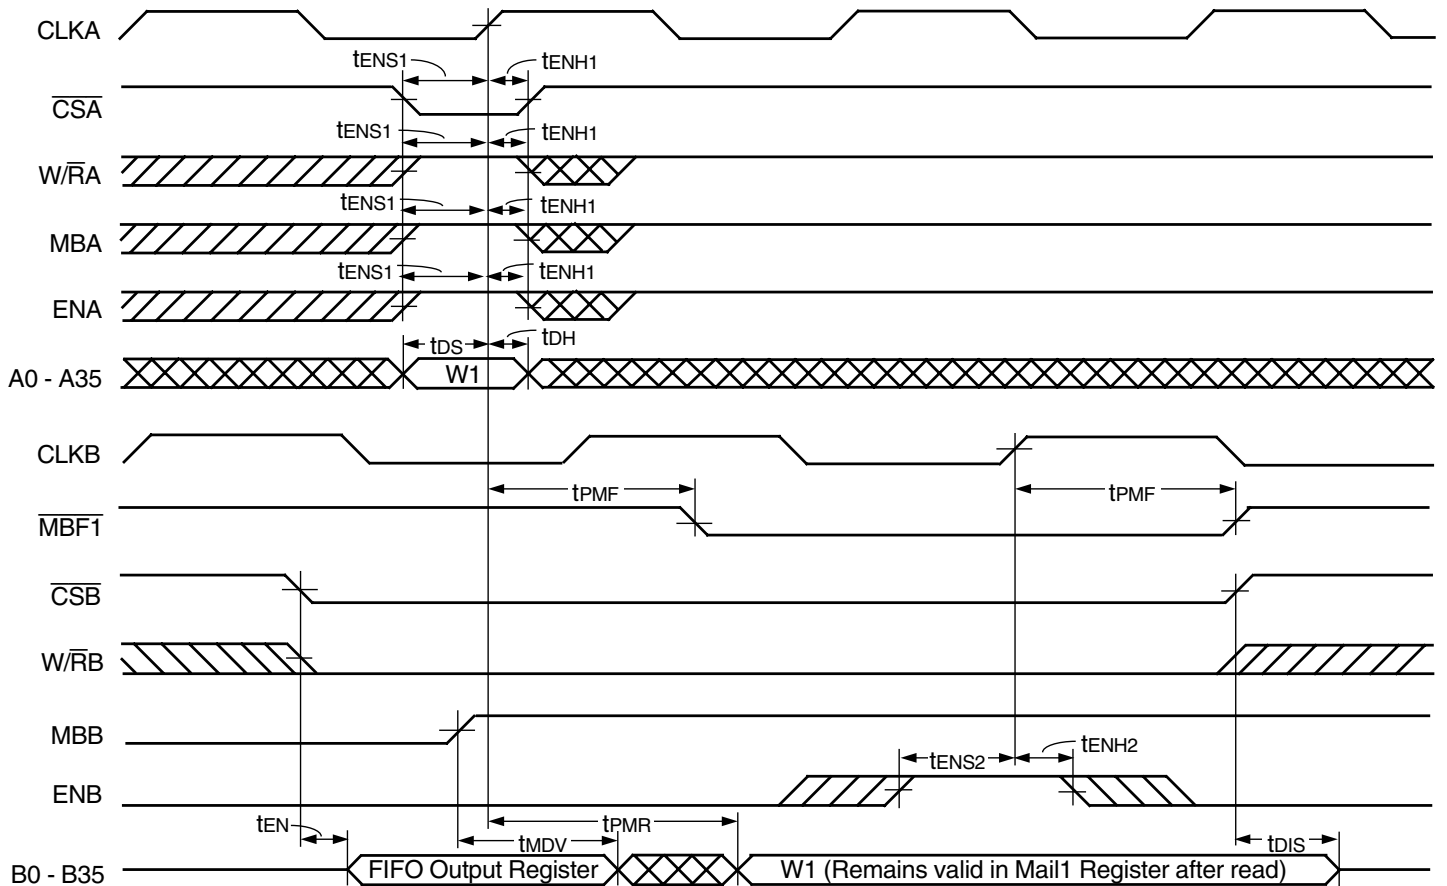 CLKA
tENS1
tENH1
CSA
tENS1
tENH1
W/RA
tENS1
tENH1
MBA
tENS1
tENH1
ENA
tDS
tDH
A0 - A35
W1
CLKB
tPMF
tPMF
MBF1
CSB
W/RB
MBB
tENS2
tENH2
ENB
tEN
tMDV
tPMR
tDIS
B0 - B35
FIFO Output Register
W1 (Remains valid in Mail1 Register after read)